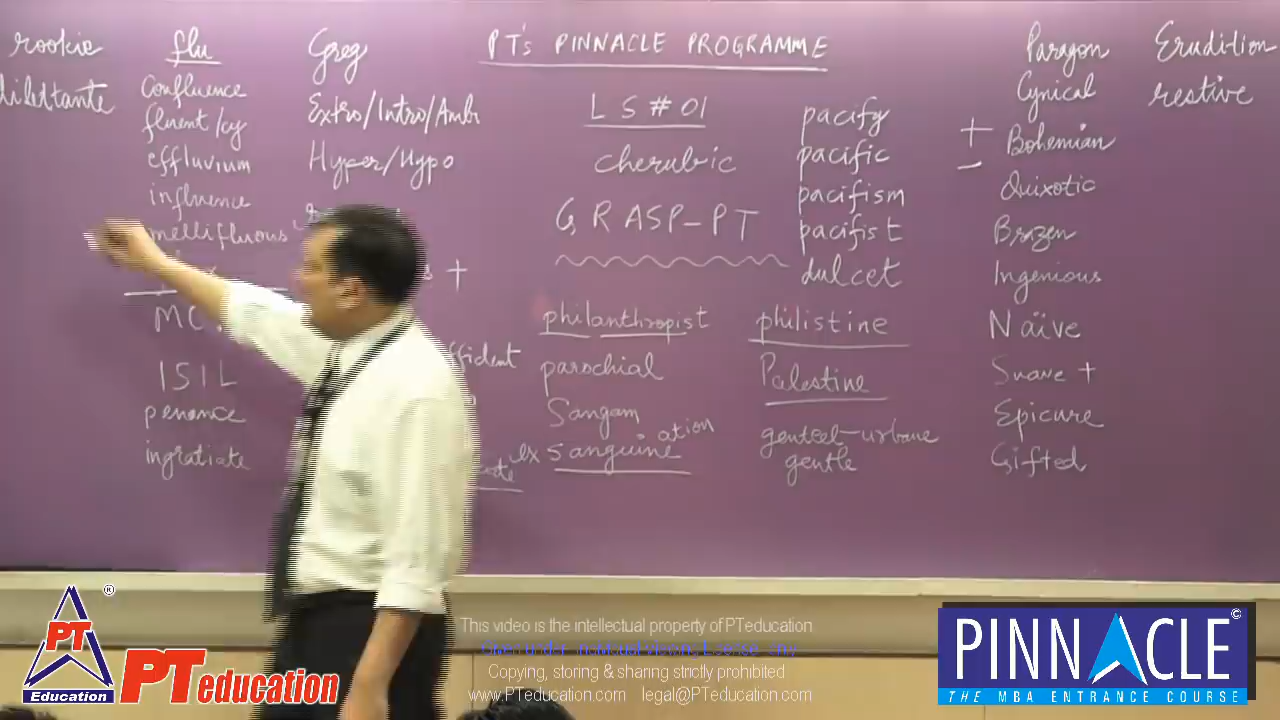 rookie
dilettante
flu
Confluence
fluent/cy
effluvium
influence
mellifluous
MC
ISIL
penance
ingratiate
Greg
Extro/Intro/Ambi
Hyper/Hypo
+
PT's PINNACLE PROGRAMME
LS # 01
cherubic
GRASP-PT
philanthropist
parochial
Sangam
ex sanguine ation
pacify
pacific
pacifism
pacifist
dulcet
philistine
Palestine
genteel-urbane
gentle
Paragon
Cynical
+ Bohemian
- Quixotic
Brazen
Ingenious
Naïve
Suave +
Epicure
Gifted
Erudition
restive
PT
Education
®
PT education
This video is the intellectual property of PTeducation
Copying, storing & sharing strictly prohibited
www.PTeducation.com legal@PTeducation.com
©
PINNACLE
THE MBA ENTRANCE COURSE